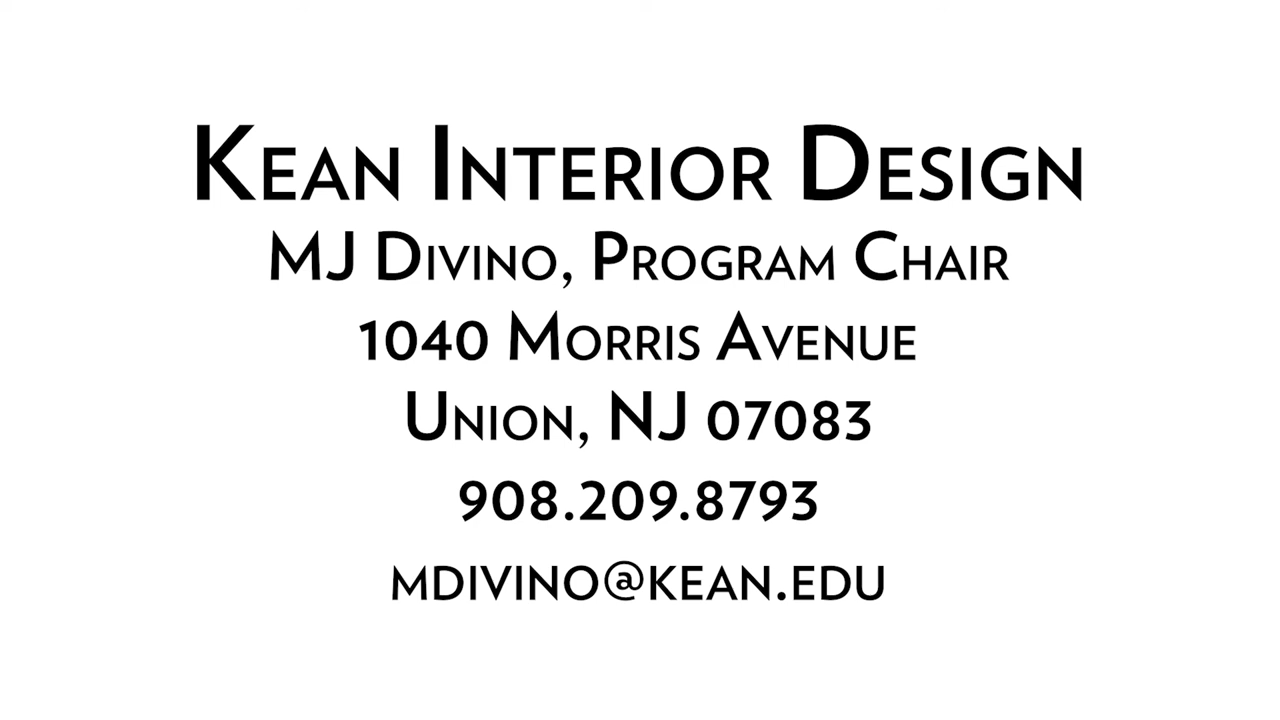 Kean Interior Design
MJ Divino, Program Chair
1040 Morris Avenue
Union, NJ 07083
908.209.8793
mdivino@kean.edu